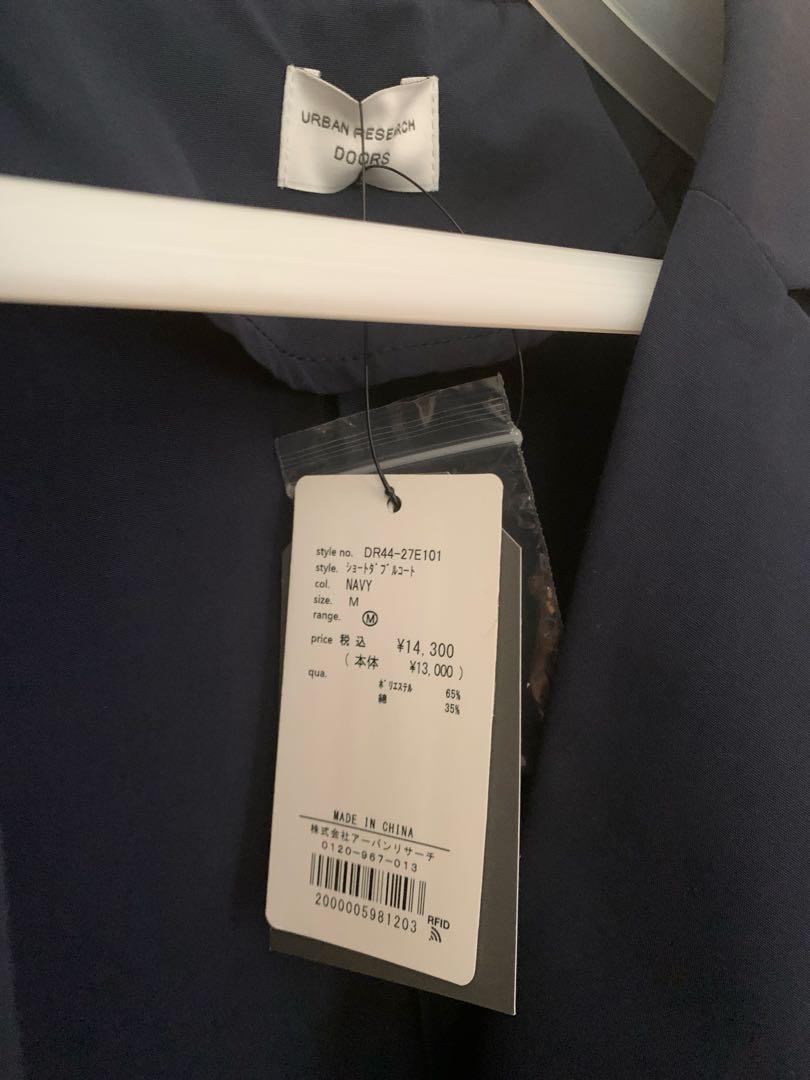 URBAN RESEARCH
DOORS
style no. DR44-27E101
style. ショートダブルコート
col. NAVY
size. M
range. Ⓜ
price 税込 ¥14,300
(本体 ¥13,000)
qua. ポリエステル 65%
綿 35%
MADE IN CHINA
株式会社アーバンリサーチ
0120-967-013
2000005981203
RFID